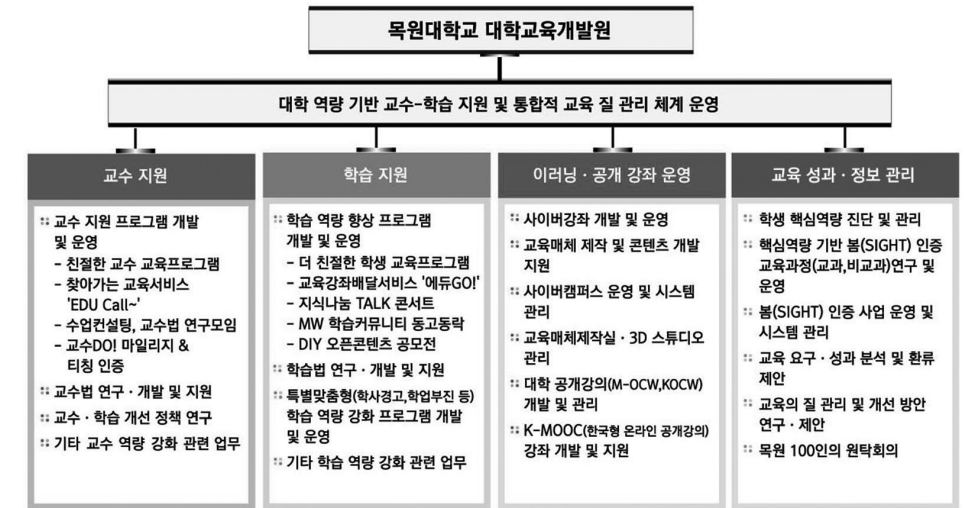 목원대학교 대학교육개발원
대학 역량 기반 교수-학습 지원 및 통합적 교육 질 관리 체계 운영
교수 지원
교수 지원 프로그램 개발
및 운영
- 친절한 교수 교육프로그램
- 찾아가는 교육서비스
'EDU Call~'
- 수업컨설팅, 교수법 연구모임
- 교수DO! 마일리지 &
티칭 인증
교수법 연구·개발 및 지원
교수·학습 개선 정책 연구
기타 교수 역량 강화 관련 업무
학습 지원
학습 역량 향상 프로그램
개발 및 운영
- 더 친절한 학생 교육프로그램
- 교육강좌배달서비스 '에듀GO!'
- 지식나눔 TALK 콘서트
- MW 학습커뮤니티 동고동락
- DIY 오픈콘텐츠 공모전
학습법 연구·개발 및 지원
특별맞춤형(학사경고,학업부진 등)
학습 역량 강화 프로그램 개발
및 운영
기타 학습 역량 강화 관련 업무
이러닝·공개 강좌 운영
사이버강좌 개발 및 운영
교육매체 제작 및 콘텐츠 개발
지원
사이버캠퍼스 운영 및 시스템
관리
교육매체제작실·3D 스튜디오
관리
대학 공개강의(M-OCW,KOCW)
개발 및 관리
K-MOOC(한국형 온라인 공개강의)
강좌 개발 및 지원
교육 성과·정보 관리
학생 핵심역량 진단 및 관리
핵심역량 기반 봄(SIGHT) 인증
교육과정(교과,비교과)연구 및
운영
봄(SIGHT) 인증 사업 운영 및
시스템 관리
교육 요구·성과 분석 및 환류
제안
교육의 질 관리 및 개선 방안
연구·제안
목원 100인의 원탁회의